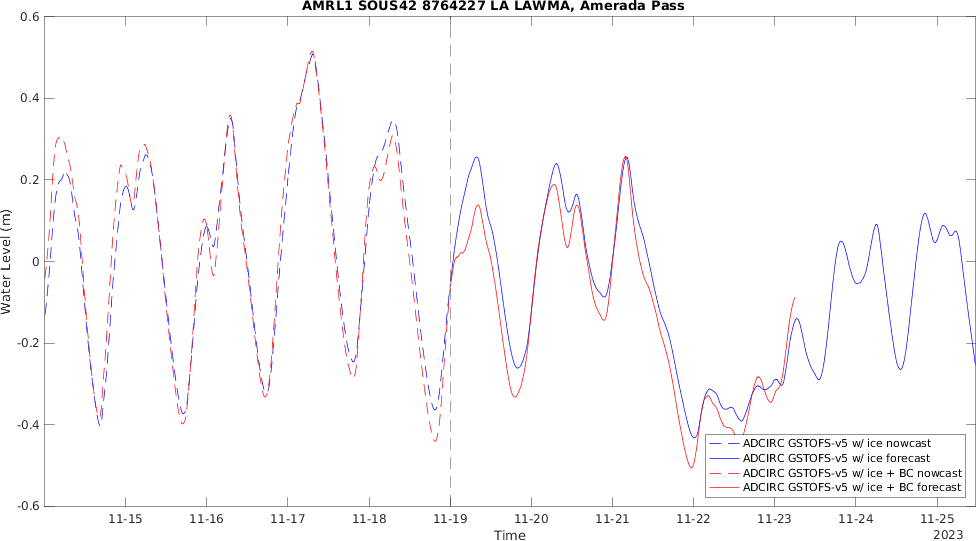 AMRL1 SOUS42 8764227 LA LAWMA, Amerada Pass
0.6
0.4
0.2
0
-0.2
-0.4
-0.6
Water Level (m)
11-15 11-16 11-17 11-18 11-19 11-20 11-21 11-22 11-23 11-24 11-25
Time
2023
ADCIRC GSTOFS-v5 w/ ice nowcast
ADCIRC GSTOFS-v5 w/ ice forecast
ADCIRC GSTOFS-v5 w/ ice + BC nowcast
ADCIRC GSTOFS-v5 w/ ice + BC forecast